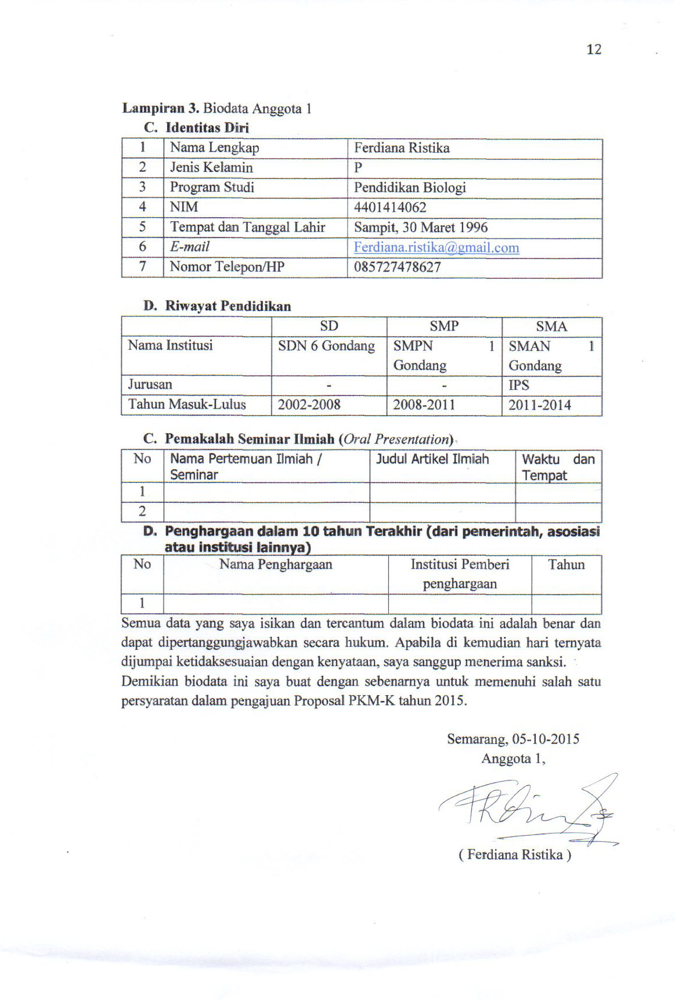 12
Lampiran 3. Biodata Anggota 1
C. Identitas Diri
1 Nama Lengkap Ferdiana Ristika
2 Jenis Kelamin P
3 Program Studi Pendidikan Biologi
4 NIM 4401414062
5 Tempat dan Tanggal Lahir Sampit, 30 Maret 1996
6 E-mail Ferdiana.ristika@gmail.com
7 Nomor Telepon/HP 085727478627
D. Riwayat Pendidikan
SD SMP SMA
Nama Institusi SDN 6 Gondang SMPN 1 SMAN 1
Gondang Gondang
Jurusan - - IPS
Tahun Masuk-Lulus 2002-2008 2008-2011 2011-2014
C. Pemakalah Seminar Ilmiah (Oral Presentation)
No Nama Pertemuan Ilmiah / Judul Artikel Ilmiah Waktu dan
Seminar Tempat
1
2
D. Penghargaan dalam 10 tahun Terakhir (dari pemerintah, asosiasi
atau institusi lainnya)
No Nama Penghargaan Institusi Pemberi Tahun
penghargaan
1
Semua data yang saya isikan dan tercantum dalam biodata ini adalah benar dan
dapat dipertanggungjawabkan secara hukum. Apabila di kemudian hari ternyata
dijumpai ketidaksesuaian dengan kenyataan, saya sanggup menerima sanksi.
Demikian biodata ini saya buat dengan sebenarnya untuk memenuhi salah satu
persyaratan dalam pengajuan Proposal PKM-K tahun 2015.
Semarang, 05-10-2015
Anggota 1,
( Ferdiana Ristika )